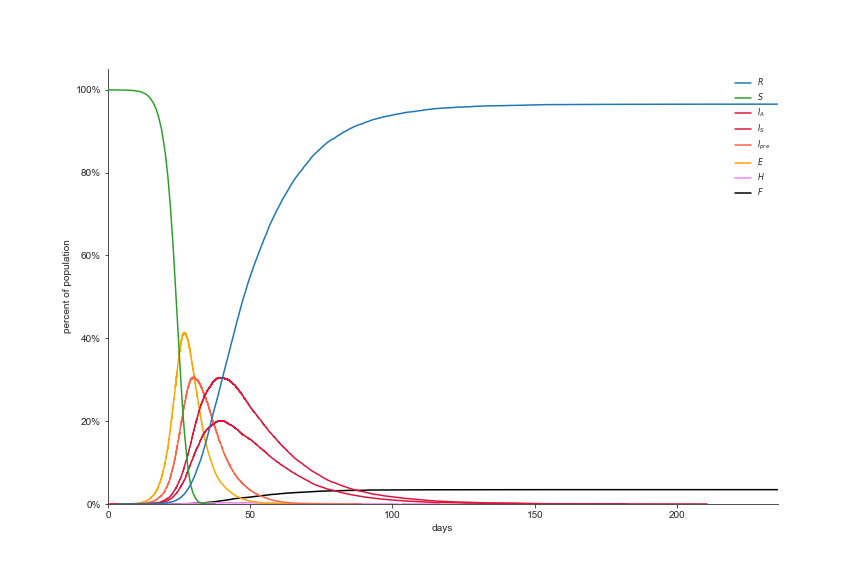 100%
80%
60%
40%
20%
0%
percent of population
0
50
100
150
200
days
R
S
I_A
I_S
I_pre
E
H
F